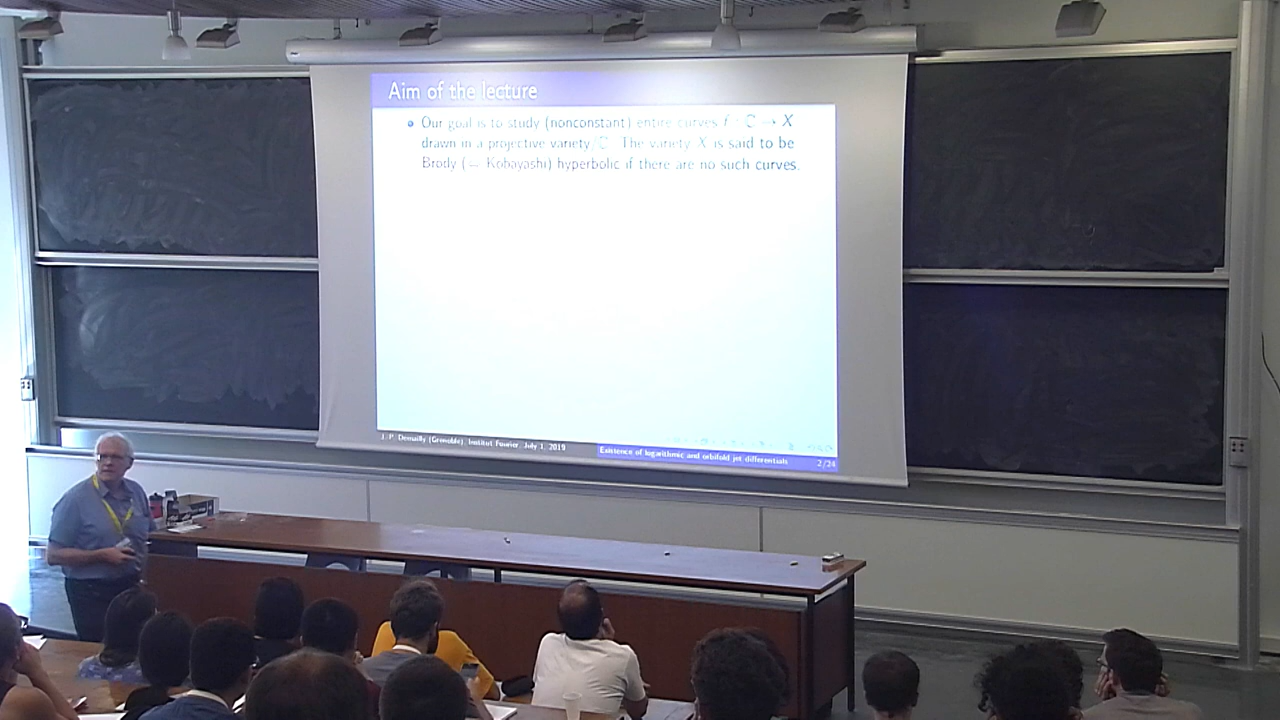 Aim of the lecture
Our goal is to study (nonconstant) entire curves f : ℂ → X
drawn in a projective variety/ℂ. The variety X is said to be
Brody (= Kobayashi) hyperbolic if there are no such curves.
J.-P. Demailly (Grenoble), Institut Fourier, July 1, 2019
Existence of logarithmic and orbifold jet differentials
2/24